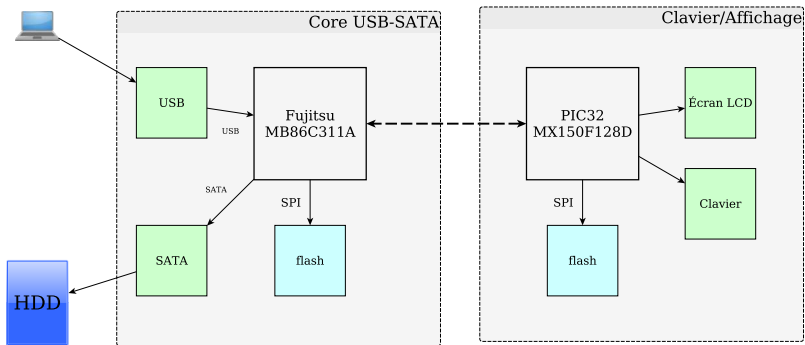 Core USB-SATA
Clavier/Affichage
USB
USB
Fujitsu
MB86C311A
PIC32
MX150F128D
Écran LCD
SATA
SPI
SPI
Clavier
SATA
flash
flash
HDD